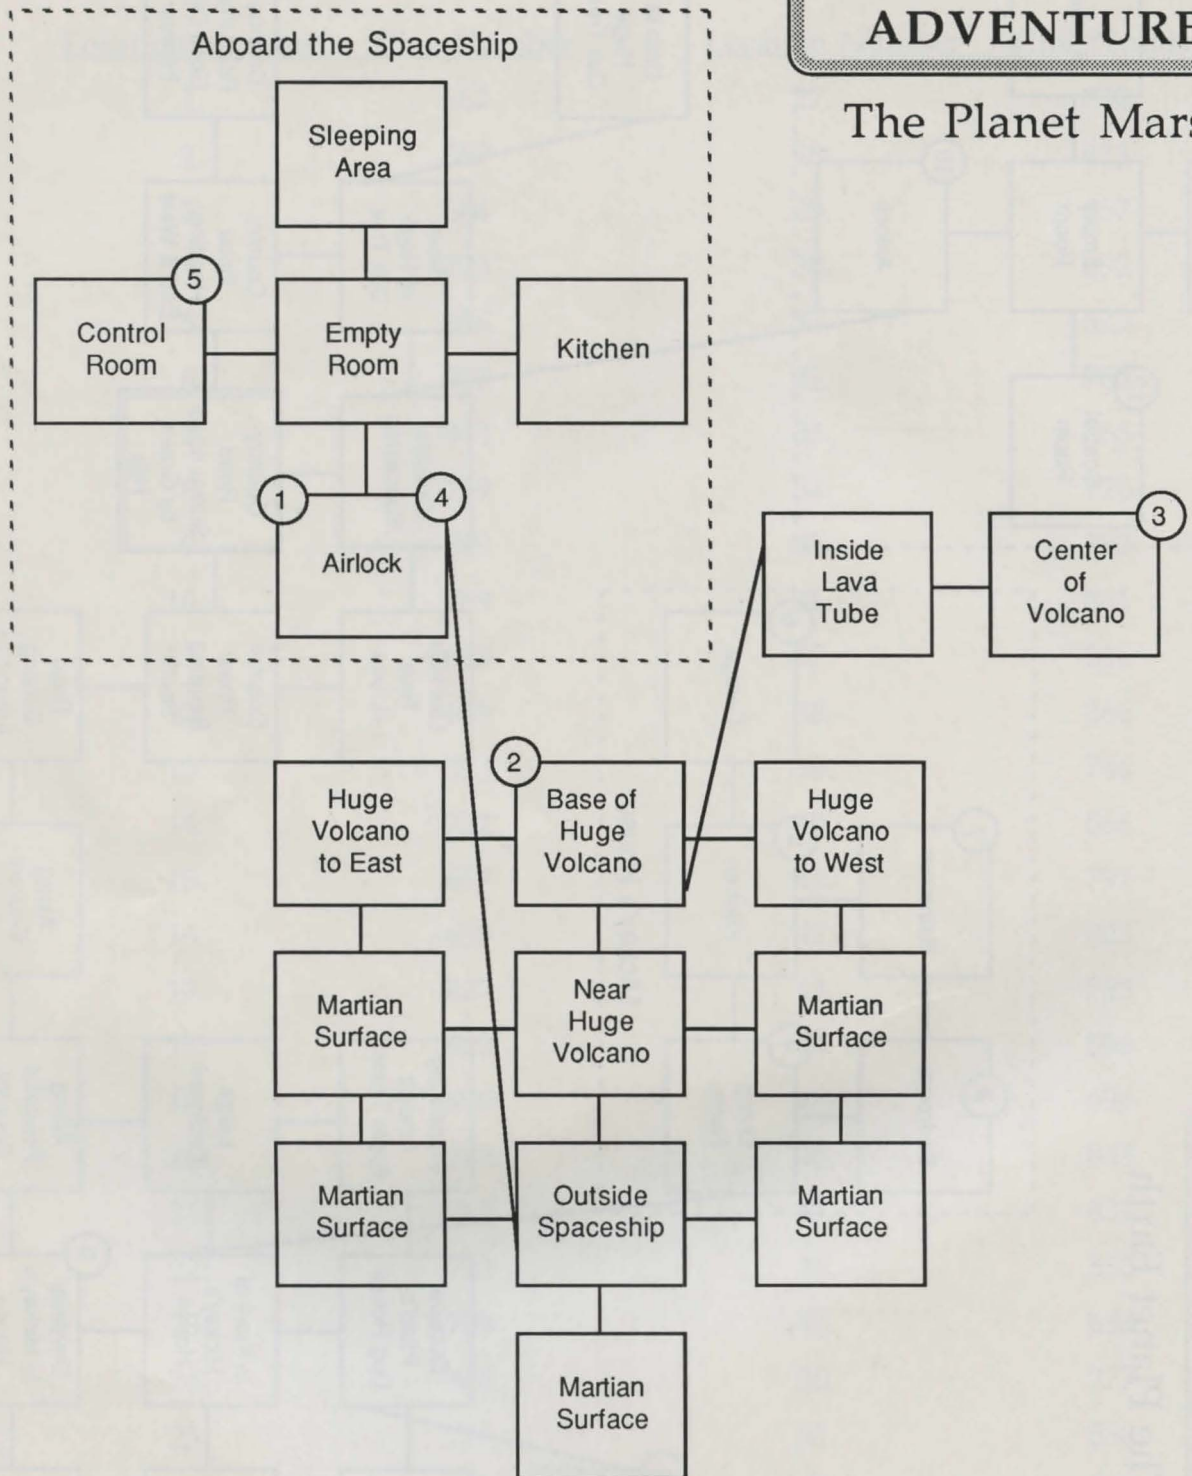 ADVENTURE
The Planet Mars
Aboard the Spaceship
Sleeping
Area
5
Control
Room
Empty
Room
Kitchen
1
4
Airlock
3
Inside
Lava
Tube
Center
of
Volcano
2
Huge
Volcano
to East
Base of
Huge
Volcano
Huge
Volcano
to West
Martian
Surface
Near
Huge
Volcano
Martian
Surface
Martian
Surface
Outside
Spaceship
Martian
Surface
Martian
Surface